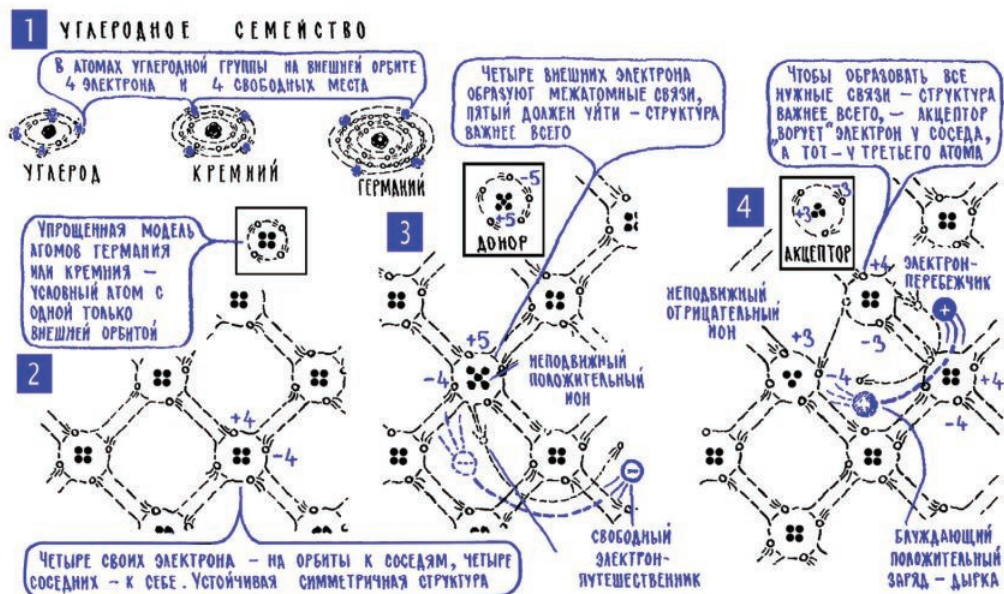 1 УГЛЕРОДНОЕ СЕМЕЙСТВО
В АТОМАХ УГЛЕРОДНОЙ ГРУППЫ НА ВНЕШНЕЙ ОРБИТЕ
4 ЭЛЕКТРОНА И 4 СВОБОДНЫХ МЕСТА
УГЛЕРОД
КРЕМНИЙ
ГЕРМАНИЙ
УПРОЩЕННАЯ МОДЕЛЬ
АТОМОВ ГЕРМАНИЯ
ИЛИ КРЕМНИЯ –
УСЛОВНЫЙ АТОМ С
ОДНОЙ ТОЛЬКО
ВНЕШНЕЙ ОРБИТОЙ
2
+4
-4
ЧЕТЫРЕ СВОИХ ЭЛЕКТРОНА – НА ОРБИТЫ К СОСЕДЯМ, ЧЕТЫРЕ
СОСЕДНИХ – К СЕБЕ. УСТОЙЧИВАЯ СИММЕТРИЧНАЯ СТРУКТУРА
ЧЕТЫРЕ ВНЕШНИХ ЭЛЕКТРОНА
ОБРАЗУЮТ МЕЖАТОМНЫЕ СВЯЗИ,
ПЯТЫЙ ДОЛЖЕН УЙТИ – СТРУКТУРА
ВАЖНЕЕ ВСЕГО
3
-5
+5
ДОНОР
+5
-4
НЕПОДВИЖНЫЙ
ПОЛОЖИТЕЛЬНЫЙ
ИОН
–
СВОБОДНЫЙ
ЭЛЕКТРОН-
ПУТЕШЕСТВЕННИК
ЧТОБЫ ОБРАЗОВАТЬ ВСЕ
НУЖНЫЕ СВЯЗИ – СТРУКТУРА
ВАЖНЕЕ ВСЕГО, – АКЦЕПТОР
„ВОРУЕТ" ЭЛЕКТРОН У СОСЕДА,
А ТОТ – У ТРЕТЬЕГО АТОМА
4
-3
+3
АКЦЕПТОР
+4
ЭЛЕКТРОН-
ПЕРЕБЕЖЧИК
НЕПОДВИЖНЫЙ
ОТРИЦАТЕЛЬНЫЙ
ИОН
+
+3
-3
-4
+
+4
-4
БЛУЖДАЮЩИЙ
ПОЛОЖИТЕЛЬНЫЙ
ЗАРЯД – ДЫРКА